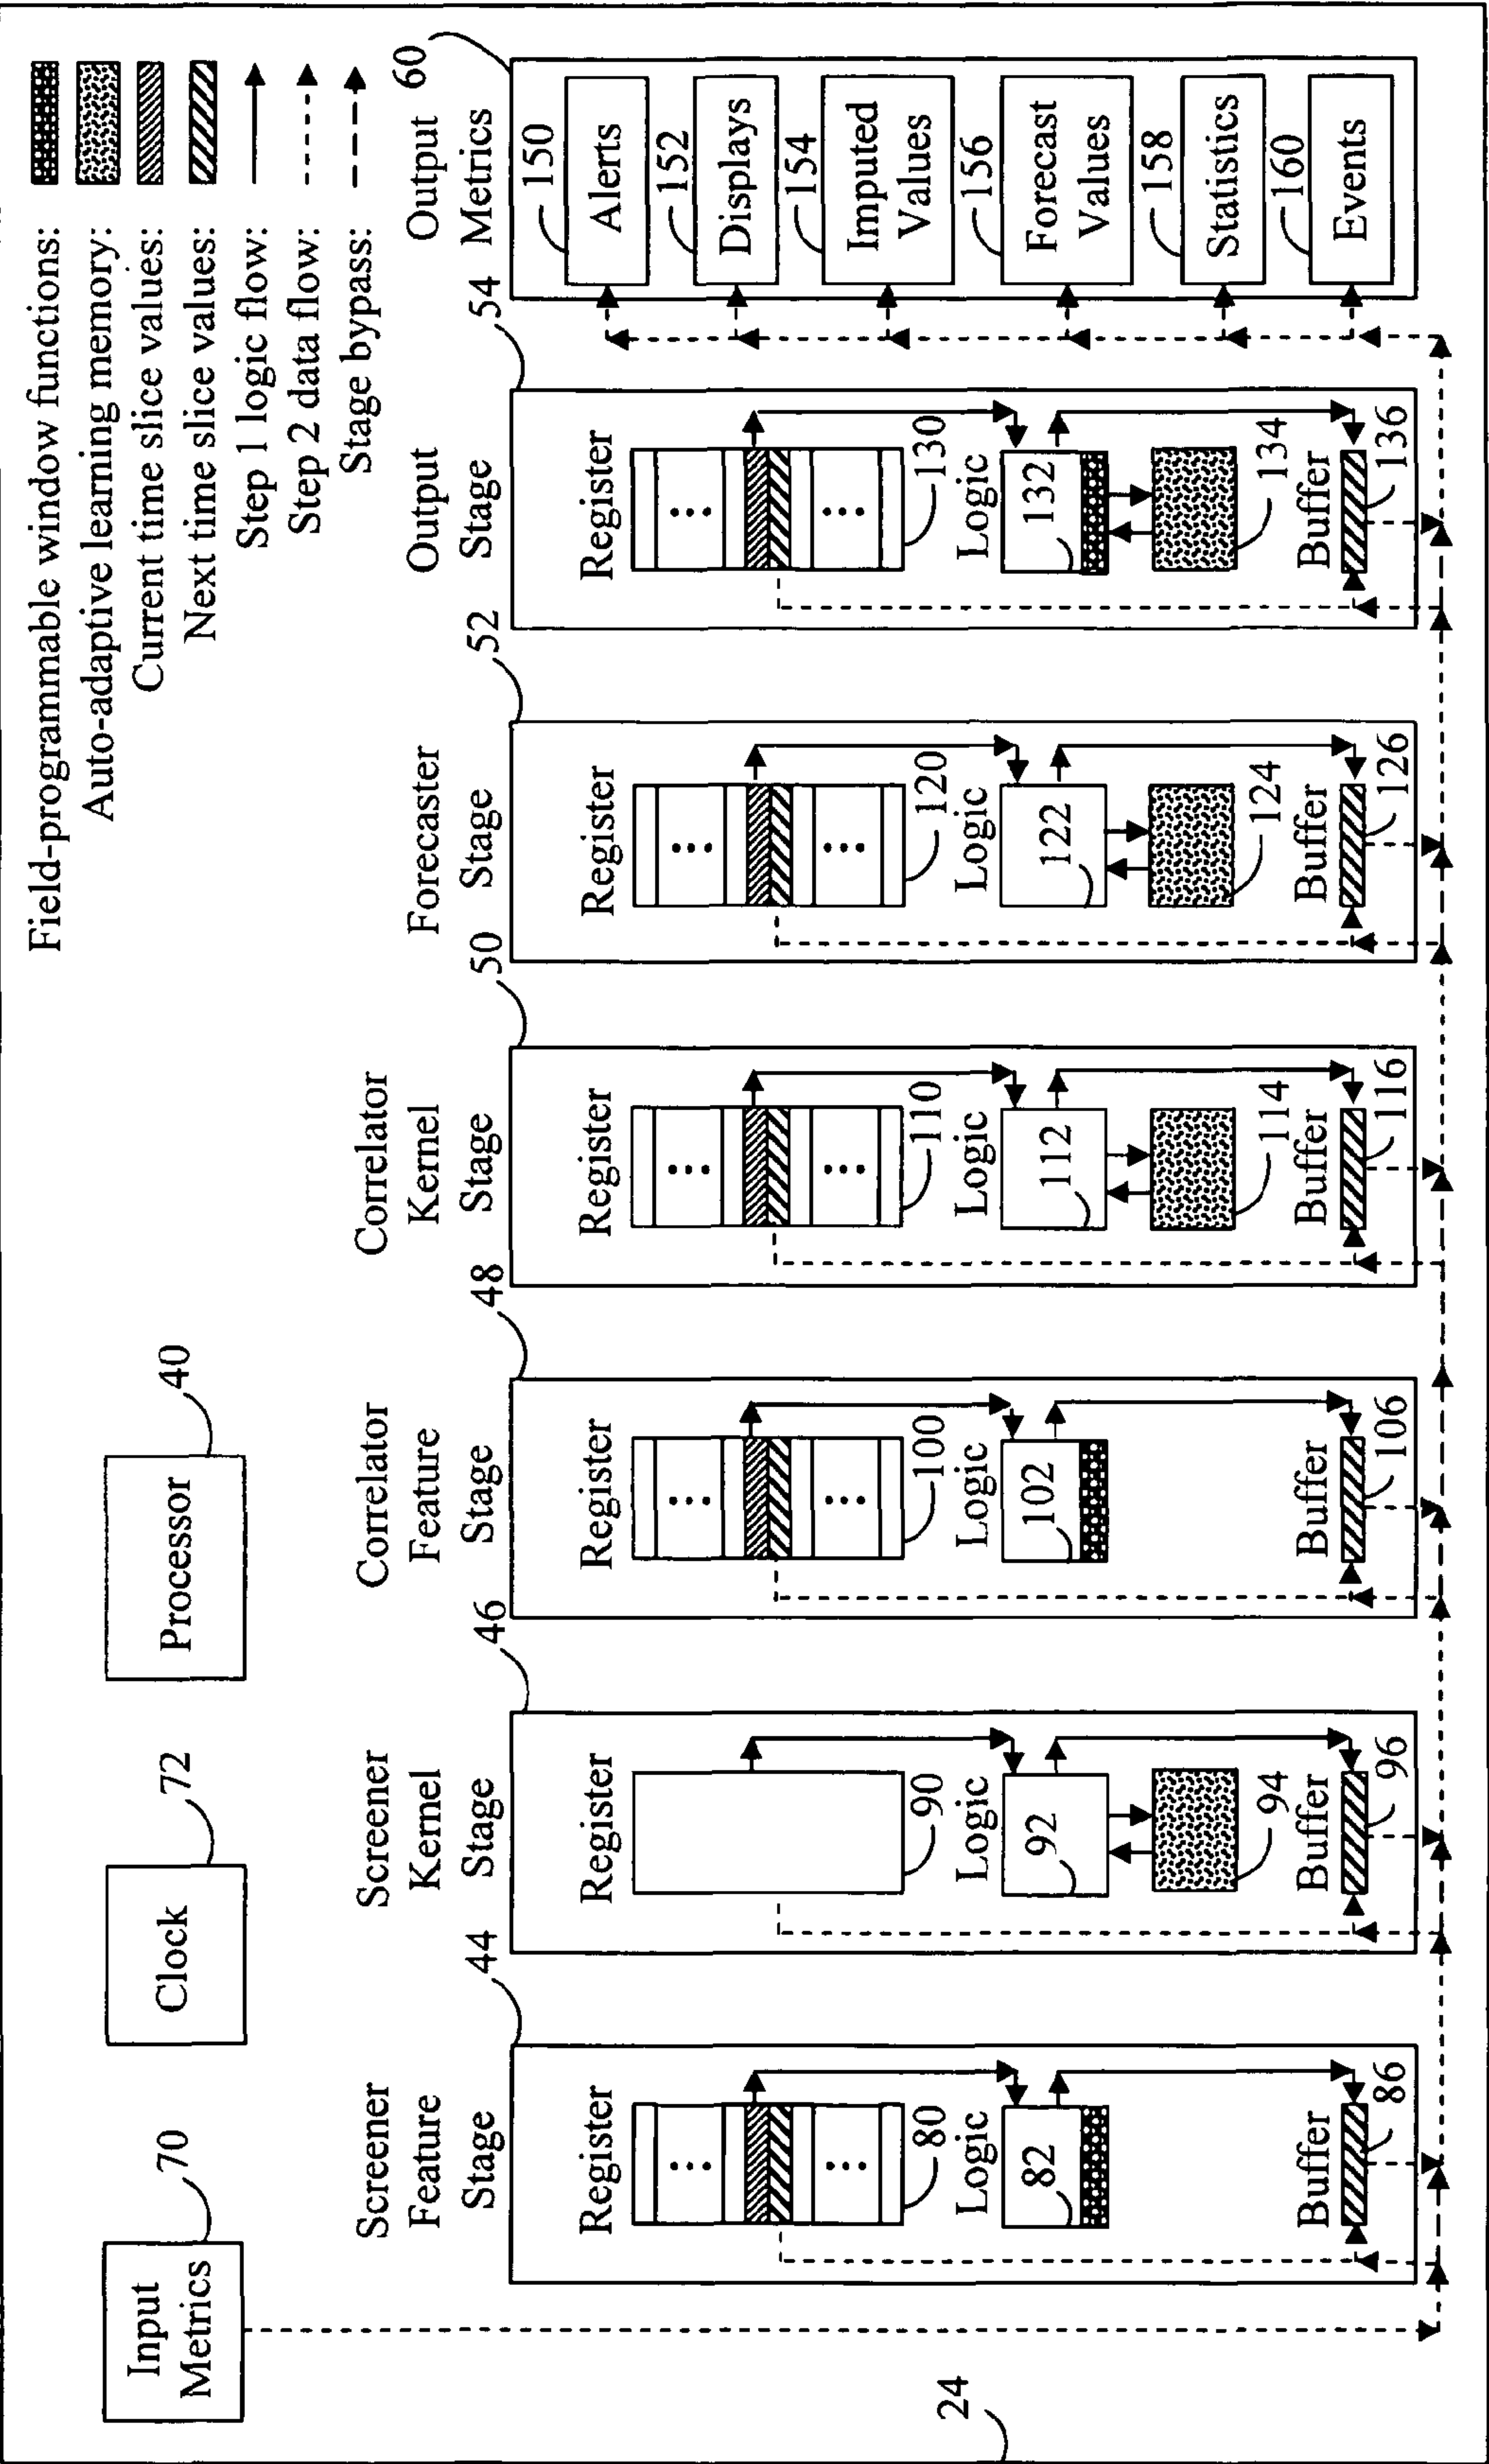 Field-programmable window functions:
Auto-adaptive learning memory:
Current time slice values:
Next time slice values:
Step 1 logic flow:
Step 2 data flow:
Stage bypass:
Input
Metrics
70
Clock
72
Processor
40
24
Screener
Feature
Stage
44
Register
80
Logic
82
Buffer
86
Screener
Kernel
Stage
46
Register
90
Logic
92
94
Buffer
96
Correlator
Feature
Stage
48
Register
100
Logic
102
Buffer
106
Correlator
Kernel
Stage
50
Register
110
Logic
112
114
Buffer
116
Forecaster
Stage
52
Register
120
Logic
122
124
Buffer
126
Output
Stage
54
Register
130
Logic
132
134
Buffer
136
Output
Metrics
60
150
Alerts
152
Displays
154
Imputed
Values
156
Forecast
Values
158
Statistics
160
Events